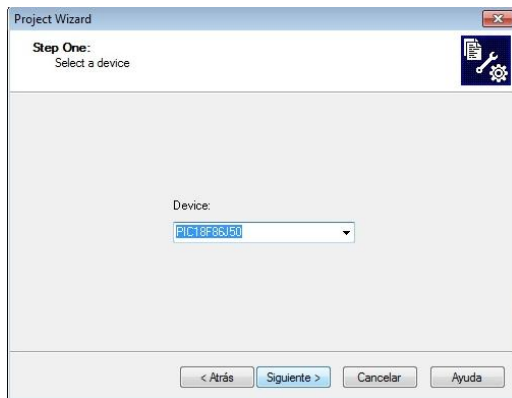 Project Wizard
Step One:
Select a device
Device:
PIC18F86J50
< Atrás
Siguiente >
Cancelar
Ayuda